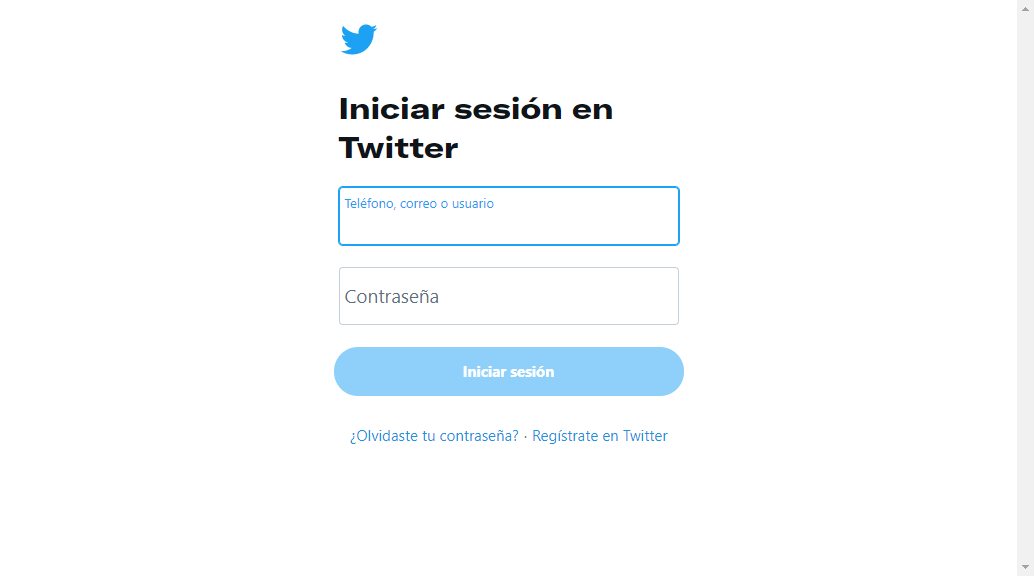 Iniciar sesión en
Twitter
Teléfono, correo o usuario
Contraseña
Iniciar sesión
¿Olvidaste tu contraseña? · Regístrate en Twitter